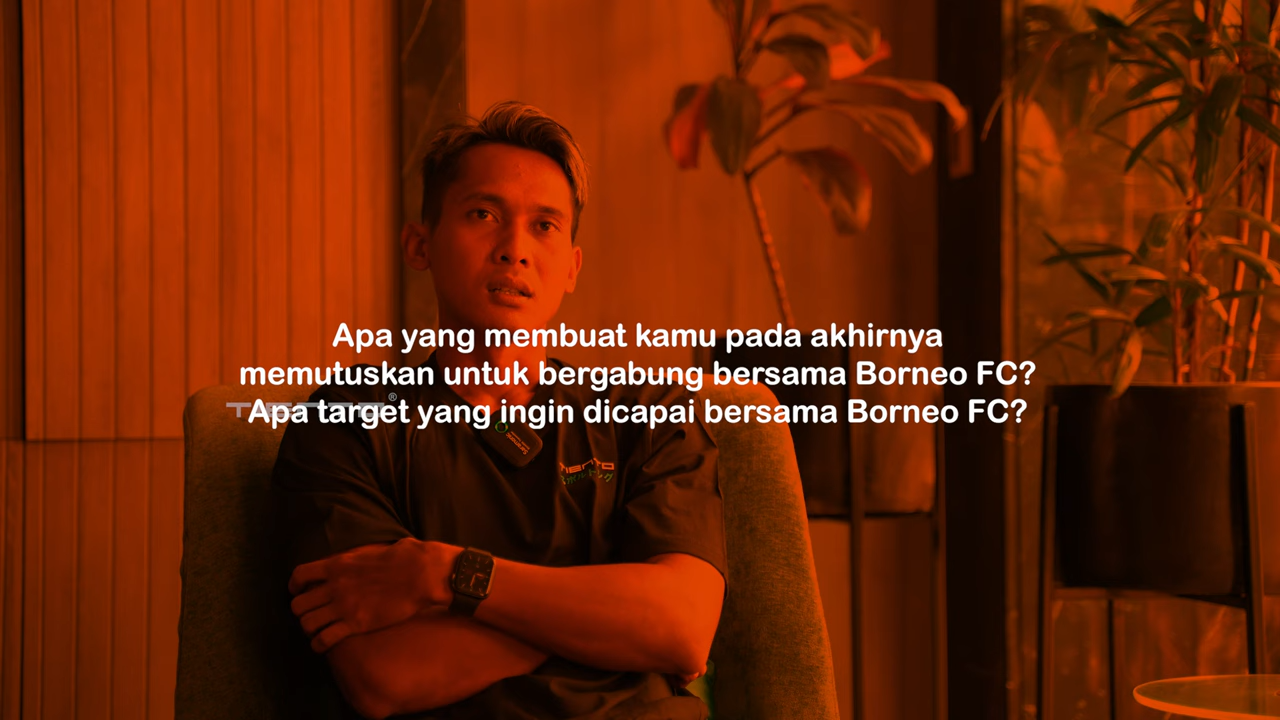 Apa yang membuat kamu pada akhirnya
memutuskan untuk bergabung bersama Borneo FC?
Apa target yang ingin dicapai bersama Borneo FC?
®